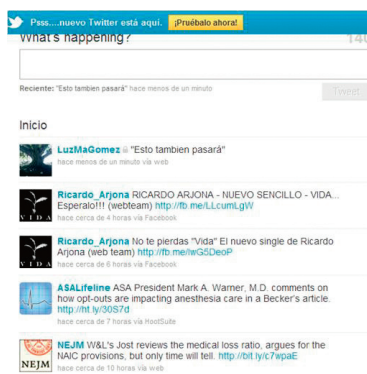 Psss....nuevo Twitter está aquí. ¡Pruébalo ahora!
What's happening? 140
Reciente: "Esto tambien pasará" hace menos de un minuto Tweet
Inicio
LuzMaGomez "Esto tambien pasará"
hace menos de un minuto vía web
Ricardo_Arjona RICARDO ARJONA - NUEVO SENCILLO - VIDA...
Esperalo!!! (webteam) http://fb.me/LLcumLgW
hace cerca de 4 horas vía Facebook
VIDA
Ricardo_Arjona No te pierdas "Vida" El nuevo single de Ricardo
Arjona (web team) http://fb.me/IwG5DeoP
hace cerca de 6 horas vía Facebook
VIDA
ASALifeline ASA President Mark A. Warner, M.D. comments on
how opt-outs are impacting anesthesia care in a Becker's article.
http://ht.ly/30S7d
hace cerca de 7 horas vía HootSuite
NEJM W&L's Jost reviews the medical loss ratio, argues for the
NAIC provisions, but only time will tell. http://bit.ly/c7wpaE
hace cerca de 10 horas vía web
NEJM